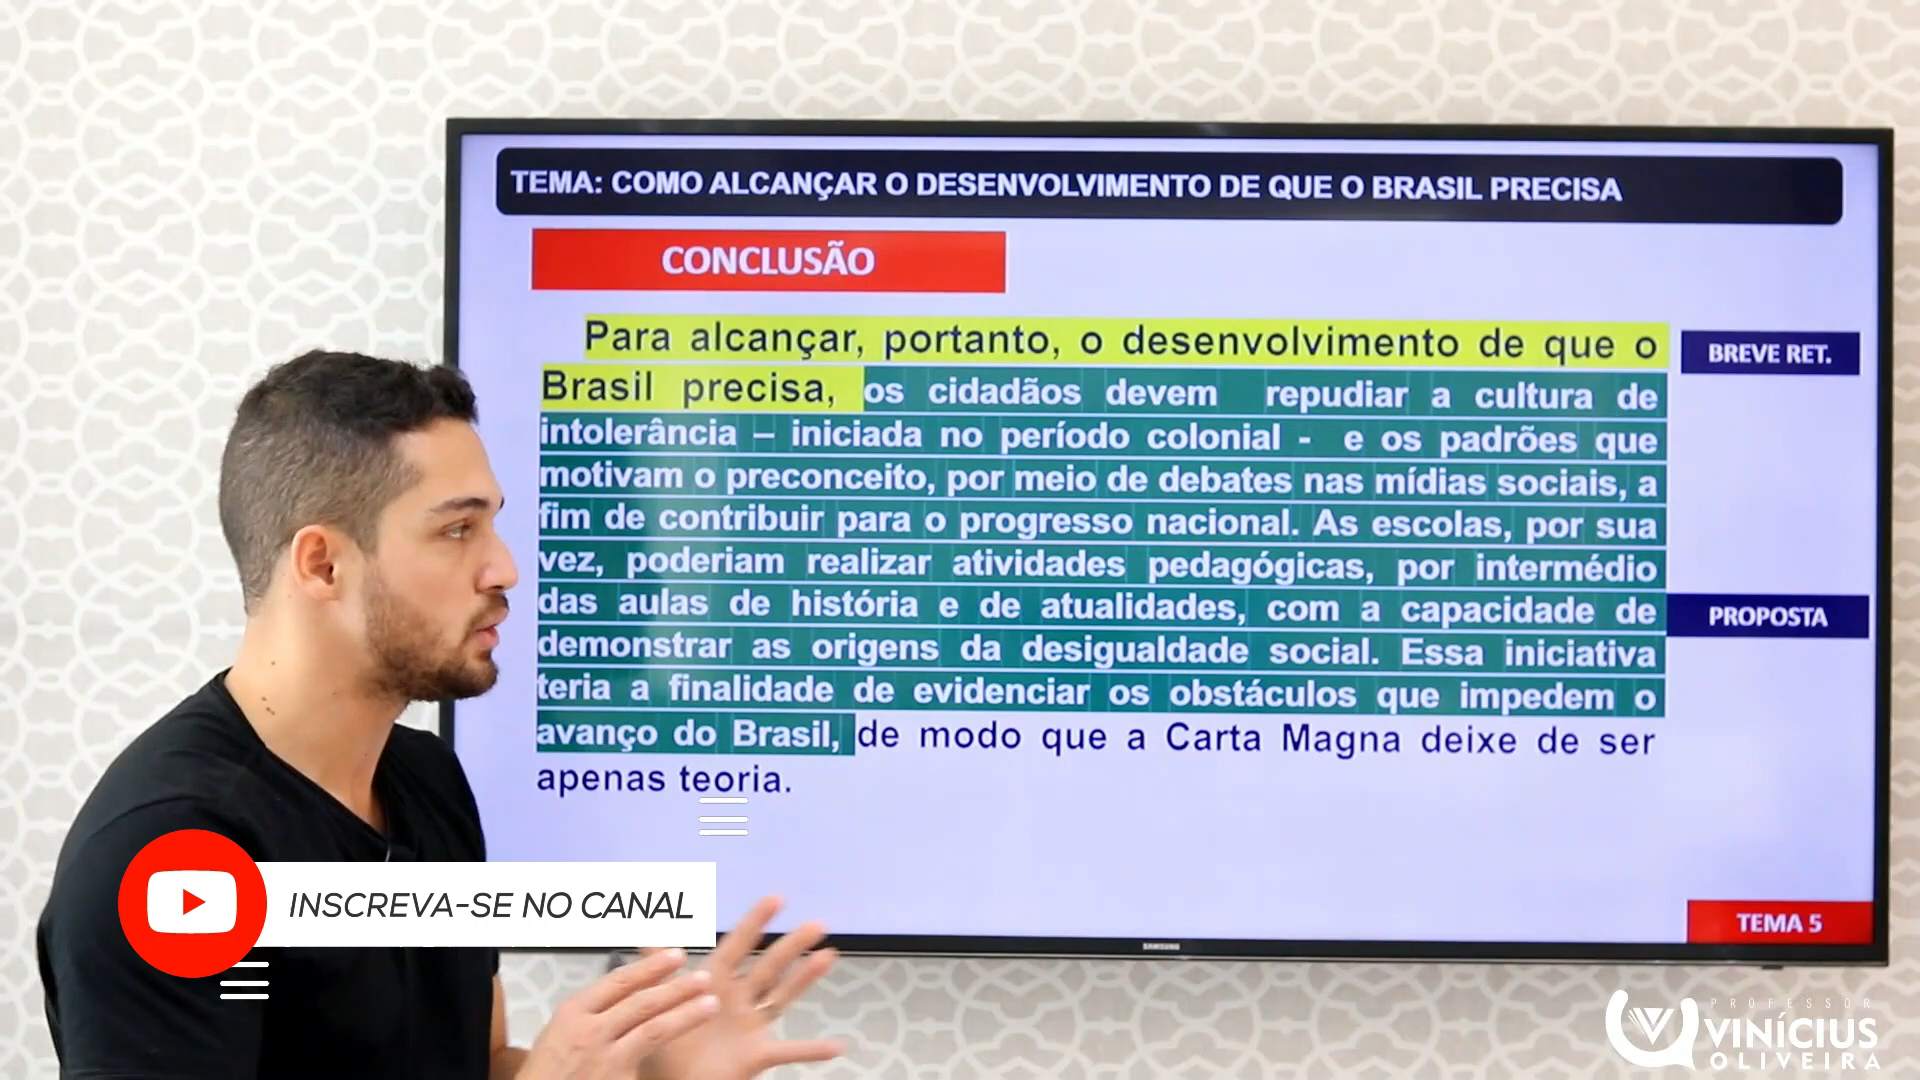 TEMA: COMO ALCANÇAR O DESENVOLVIMENTO DE QUE O BRASIL PRECISA
CONCLUSÃO
Para alcançar, portanto, o desenvolvimento de que o
Brasil precisa, os cidadãos devem repudiar a cultura de
intolerância – iniciada no período colonial - e os padrões que
motivam o preconceito, por meio de debates nas mídias sociais, a
fim de contribuir para o progresso nacional. As escolas, por sua
vez, poderiam realizar atividades pedagógicas, por intermédio
das aulas de história e de atualidades, com a capacidade de
demonstrar as origens da desigualdade social. Essa iniciativa
teria a finalidade de evidenciar os obstáculos que impedem o
avanço do Brasil, de modo que a Carta Magna deixe de ser
apenas teoria.
BREVE RET.
PROPOSTA
TEMA 5
SAMSUNG
INSCREVA-SE NO CANAL
PROFESSOR
VINÍCIUS
OLIVEIRA